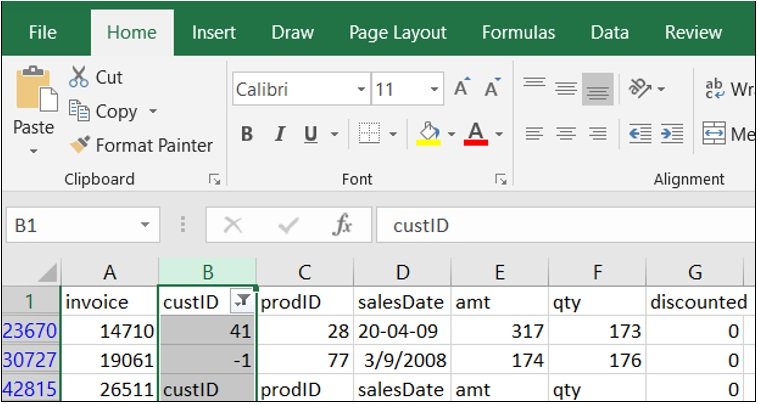 File Home Insert Draw Page Layout Formulas Data Review
Cut
Calibri 11 A A ab Wr
Copy
Paste
Format Painter B I U A Me
Clipboard Font Alignment
B1 fx custID
A B C D E F G
1 invoice custID prodID salesDate amt qty discounted
23670 14710 41 28 20-04-09 317 173 0
30727 19061 -1 77 3/9/2008 174 176 0
42815 26511 custID prodID salesDate amt qty 0